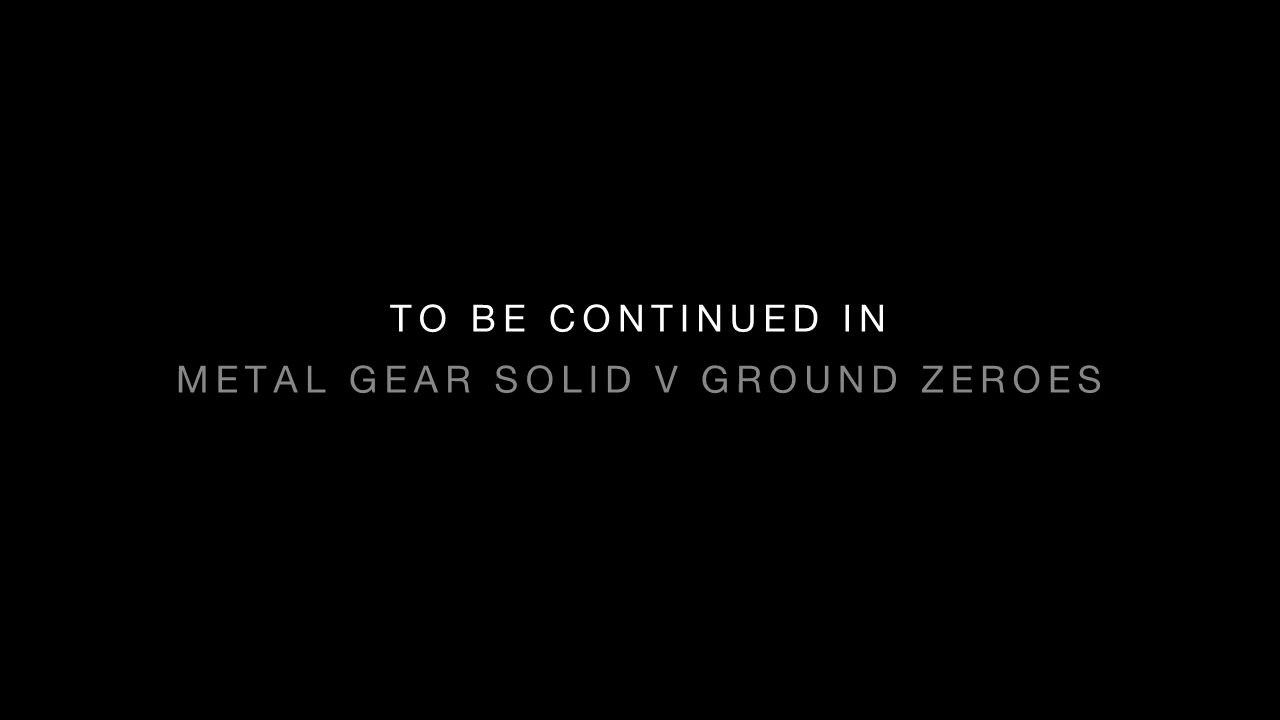 TO BE CONTINUED IN
METAL GEAR SOLID V GROUND ZEROES